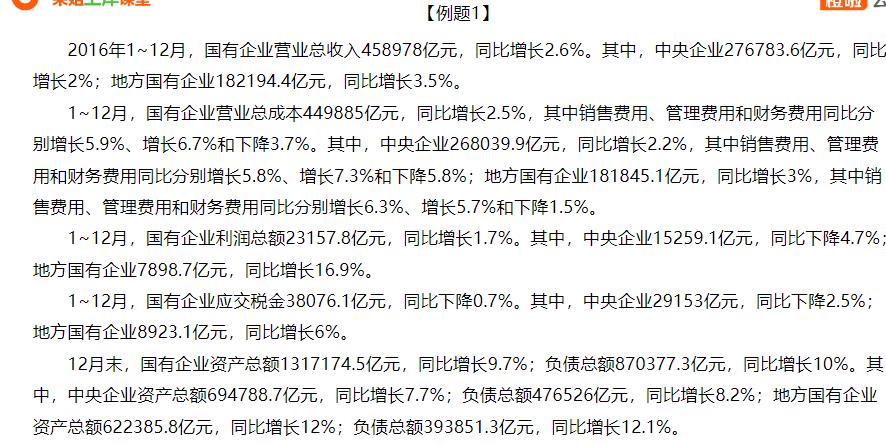 【例题1】
2016年1~12月，国有企业营业总收入458978亿元，同比增长2.6%。其中，中央企业276783.6亿元，同比
增长2%；地方国有企业182194.4亿元，同比增长3.5%。
1~12月，国有企业营业总成本449885亿元，同比增长2.5%，其中销售费用、管理费用和财务费用同比分
别增长5.9%、增长6.7%和下降3.7%。其中，中央企业268039.9亿元，同比增长2.2%，其中销售费用、管理费
用和财务费用同比分别增长5.8%、增长7.3%和下降5.8%；地方国有企业181845.1亿元，同比增长3%，其中销
售费用、管理费用和财务费用同比分别增长6.3%、增长5.7%和下降1.5%。
1~12月，国有企业利润总额23157.8亿元，同比增长1.7%。其中，中央企业15259.1亿元，同比下降4.7%；
地方国有企业7898.7亿元，同比增长16.9%。
1~12月，国有企业应交税金38076.1亿元，同比下降0.7%。其中，中央企业29153亿元，同比下降2.5%；
地方国有企业8923.1亿元，同比增长6%。
12月末，国有企业资产总额1317174.5亿元，同比增长9.7%；负债总额870377.3亿元，同比增长10%。其
中，中央企业资产总额694788.7亿元，同比增长7.7%；负债总额476526亿元，同比增长8.2%；地方国有企业
资产总额622385.8亿元，同比增长12%；负债总额393851.3亿元，同比增长12.1%。